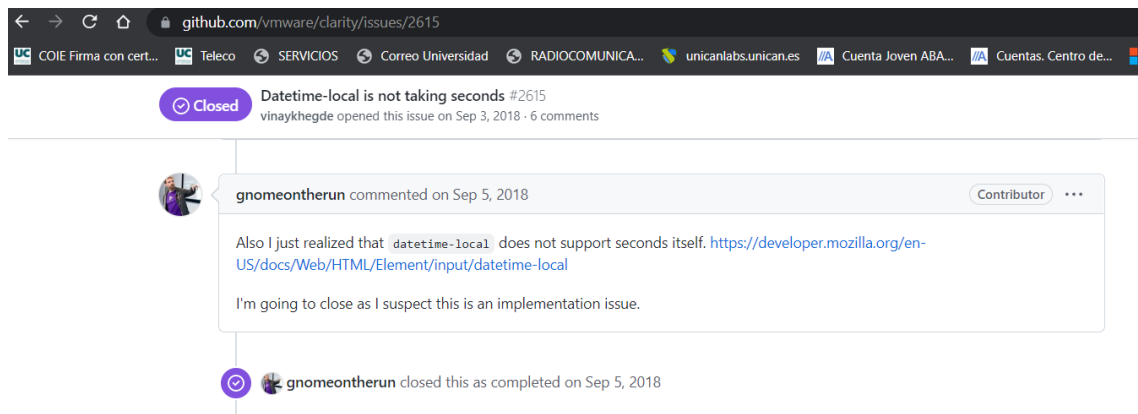 github.com/vmware/clarity/issues/2615
UC COIE Firma con cert... UC Teleco SERVICIOS Correo Universidad RADIOCOMUNICA... unicanlabs.unican.es Cuenta Joven ABA... Cuentas. Centro de...
Closed Datetime-local is not taking seconds #2615
vinaykhegde opened this issue on Sep 3, 2018 · 6 comments
gnomeontherun commented on Sep 5, 2018 Contributor ...
Also I just realized that datetime-local does not support seconds itself. https://developer.mozilla.org/en-
US/docs/Web/HTML/Element/input/datetime-local
I'm going to close as I suspect this is an implementation issue.
gnomeontherun closed this as completed on Sep 5, 2018